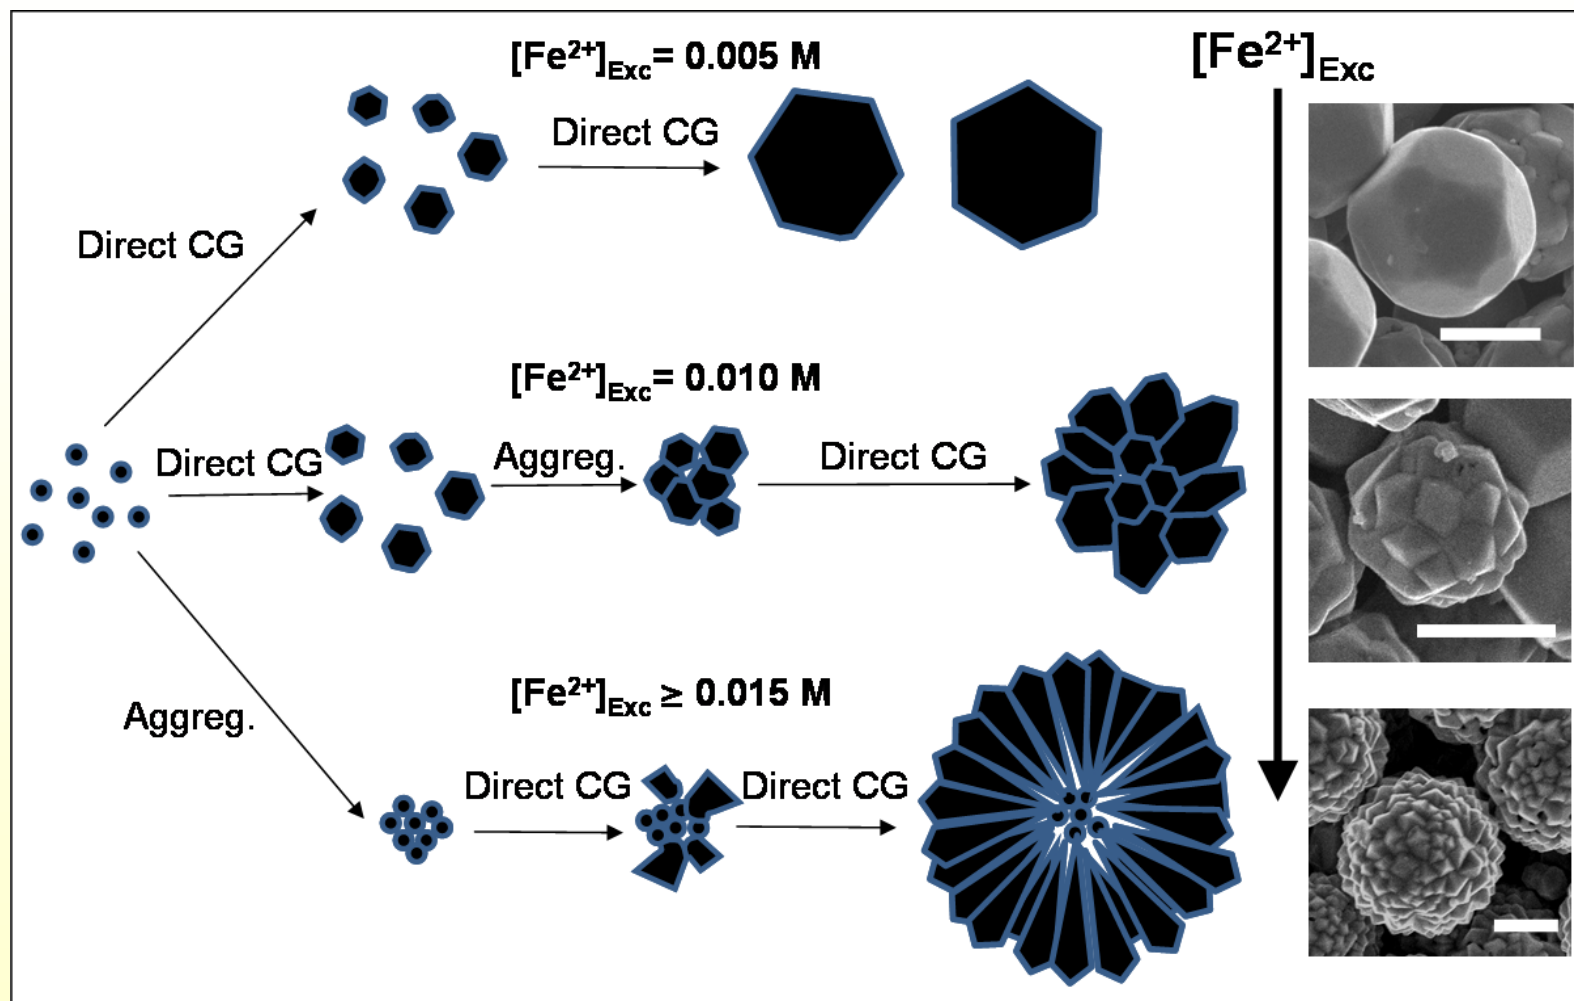 [Fe²⁺]Exc= 0.005 M
[Fe²⁺]Exc
Direct CG
Direct CG
[Fe²⁺]Exc= 0.010 M
Direct CG
Aggreg.
Direct CG
[Fe²⁺]Exc ≥ 0.015 M
Aggreg.
Direct CG
Direct CG